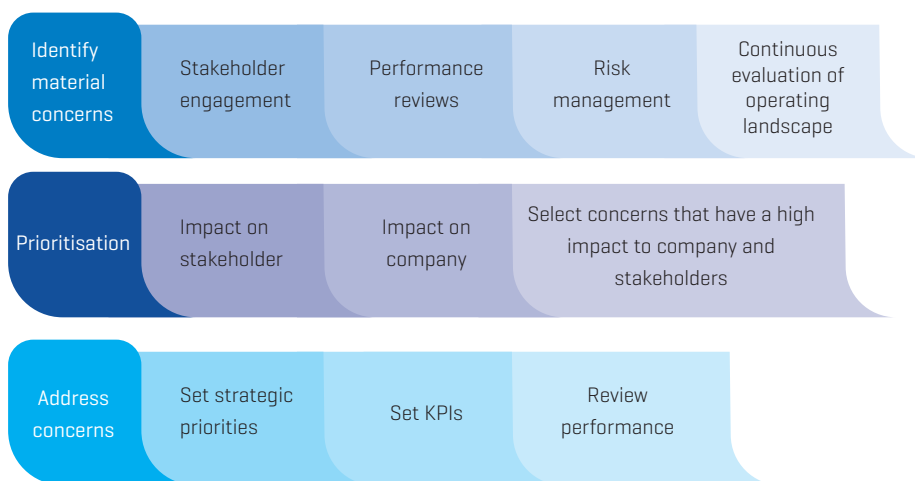 Identify
material
concerns
Stakeholder
engagement
Performance
reviews
Risk
management
Continuous
evaluation of
operating
landscape
Prioritisation
Impact on
stakeholder
Impact on
company
Select concerns that have a high
impact to company and
stakeholders
Address
concerns
Set strategic
priorities
Set KPIs
Review
performance